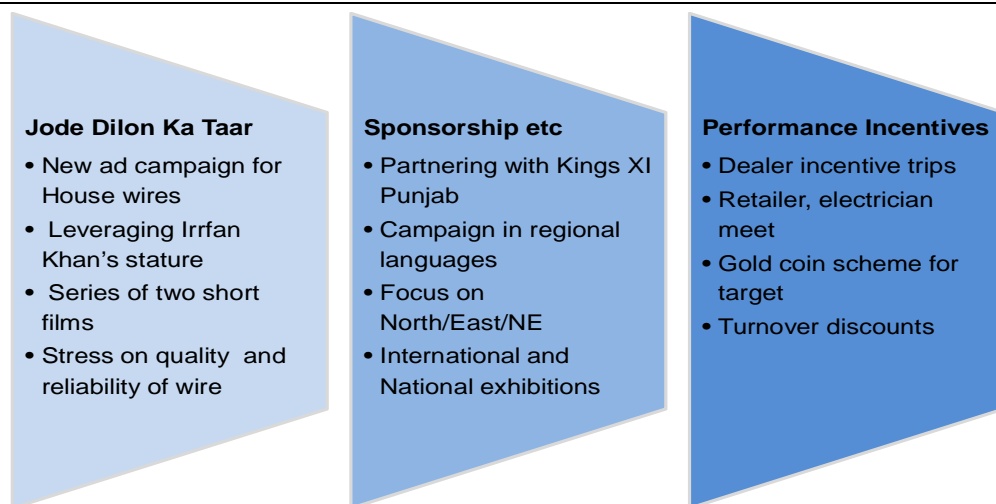 Jode Dilon Ka Taar
• New ad campaign for
House wires
• Leveraging Irrfan
Khan's stature
• Series of two short
films
• Stress on quality and
reliability of wire
Sponsorship etc
• Partnering with Kings XI
Punjab
• Campaign in regional
languages
• Focus on
North/East/NE
• International and
National exhibitions
Performance Incentives
• Dealer incentive trips
• Retailer, electrician
meet
• Gold coin scheme for
target
• Turnover discounts